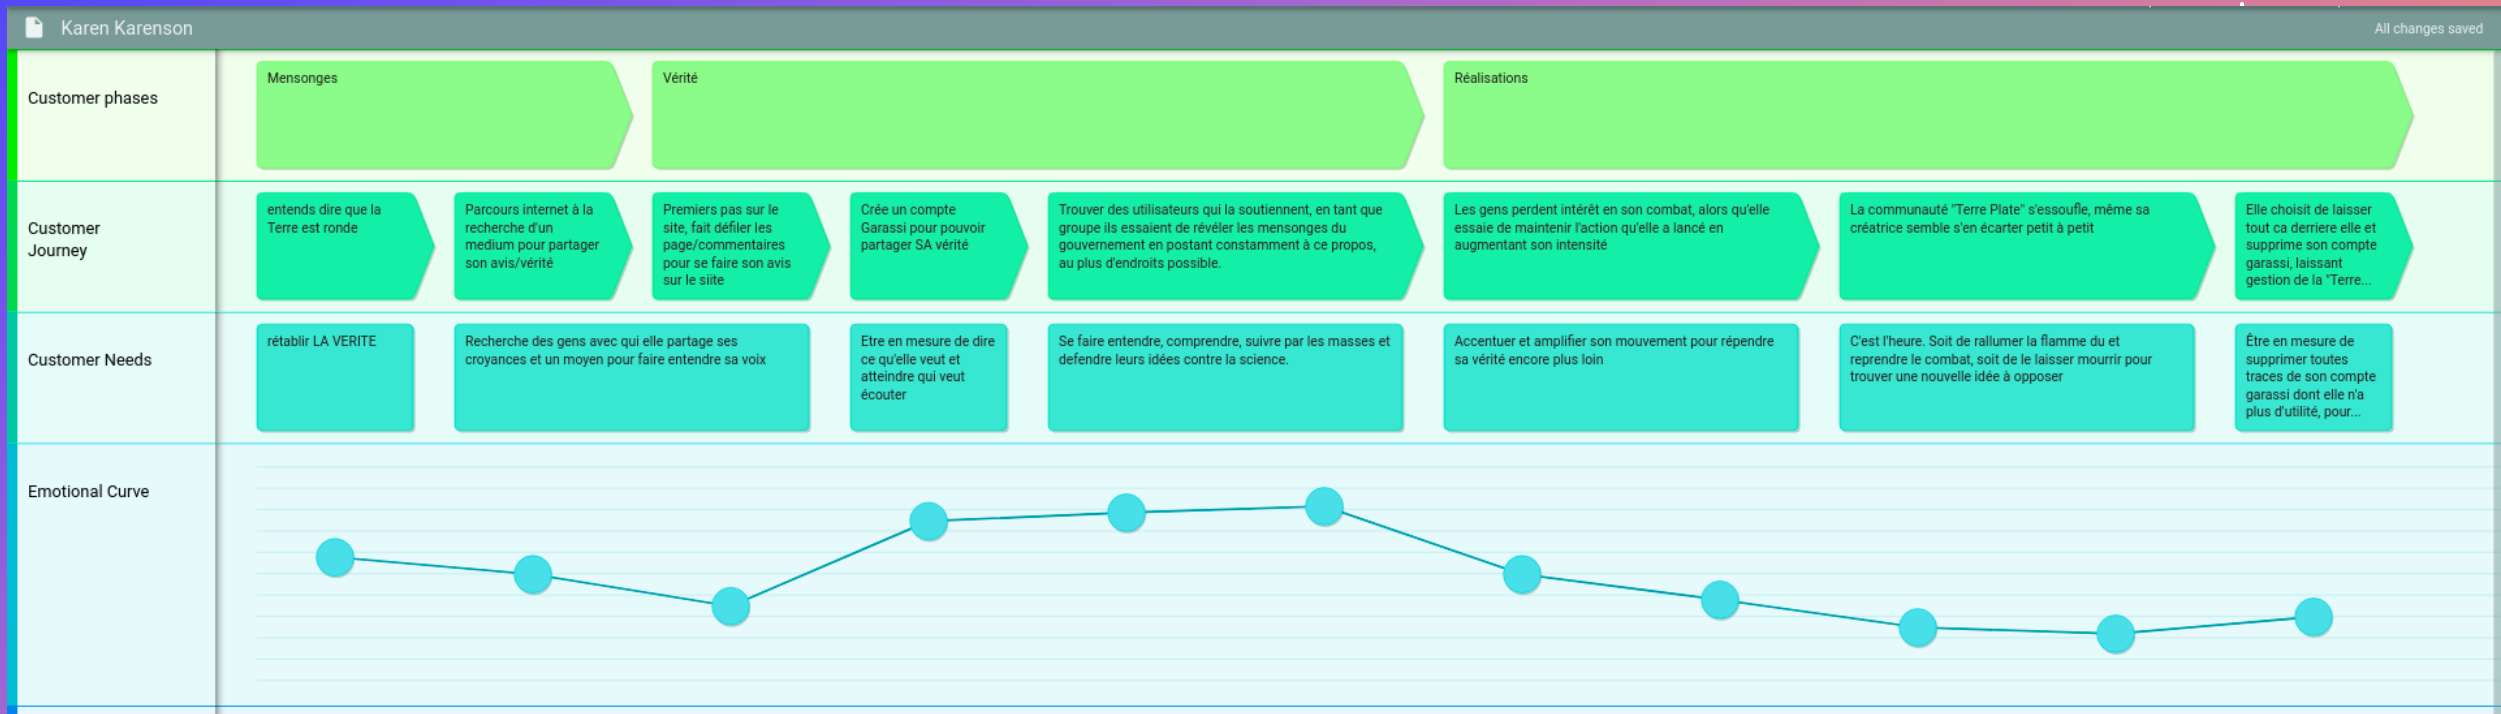 Karen Karenson
All changes saved
Customer phases
Mensonges
Vérité
Réalisations
Customer
Journey
entends dire que la
Terre est ronde
Parcours internet à la
recherche d'un
medium pour partager
son avis/vérité
Premiers pas sur le
site, fait défiler les
page/commentaires
pour se faire son avis
sur le siite
Crée un compte
Garassi pour pouvoir
partager SA vérité
Trouver des utilisateurs qui la soutiennent, en tant que
groupe ils essaient de révéler les mensonges du
gouvernement en postant constamment à ce propos,
au plus d'endroits possible.
Les gens perdent intérêt en son combat, alors qu'elle
essaie de maintenir l'action qu'elle a lancé en
augmentant son intensité
La communauté "Terre Plate" s'essoufle, même sa
créatrice semble s'en écarter petit à petit
Elle choisit de laisser
tout ca derriere elle et
supprime son compte
garassi, laissant
gestion de la "Terre...
Customer Needs
rétablir LA VERITE
Recherche des gens avec qui elle partage ses
croyances et un moyen pour faire entendre sa voix
Etre en mesure de dire
ce qu'elle veut et
atteindre qui veut
écouter
Se faire entendre, comprendre, suivre par les masses et
defendre leurs idées contre la science.
Accentuer et amplifier son mouvement pour répendre
sa vérité encore plus loin
C'est l'heure. Soit de rallumer la flamme du et
reprendre le combat, soit de le laisser mourrir pour
trouver une nouvelle idée à opposer
Être en mesure de
supprimer toutes
traces de son compte
garassi dont elle n'a
plus d'utilité, pour...
Emotional Curve